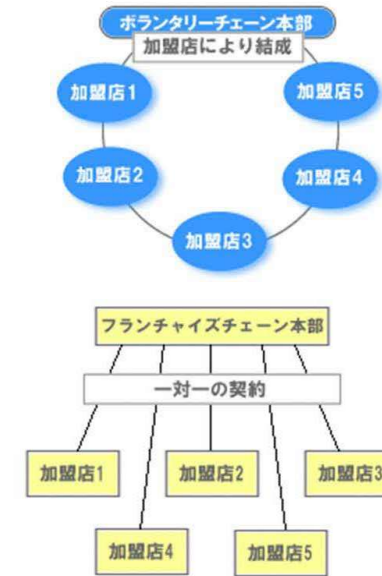 ボランタリーチェーン本部
加盟店により結成
加盟店1
加盟店5
加盟店2
加盟店4
加盟店3
フランチャイズチェーン本部
一対一の契約
加盟店1
加盟店2
加盟店3
加盟店4
加盟店5